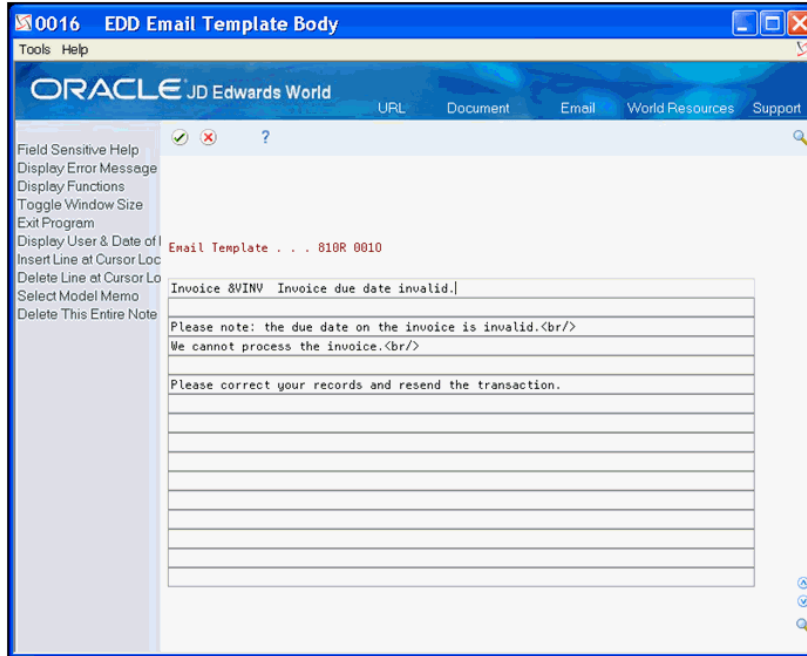 0016 EDD Email Template Body
Tools Help
ORACLE JD Edwards World
URL Document Email World Resources Support
?
Field Sensitive Help
Display Error Message
Display Functions
Toggle Window Size
Exit Program
Display User & Date of
Insert Line at Cursor Loc
Delete Line at Cursor Lo
Select Model Memo
Delete This Entire Note
Email Template . . . 810R 0010
Invoice &VINV Invoice due date invalid.
Please note: the due date on the invoice is invalid.<br/>
We cannot process the invoice.<br/>
Please correct your records and resend the transaction.